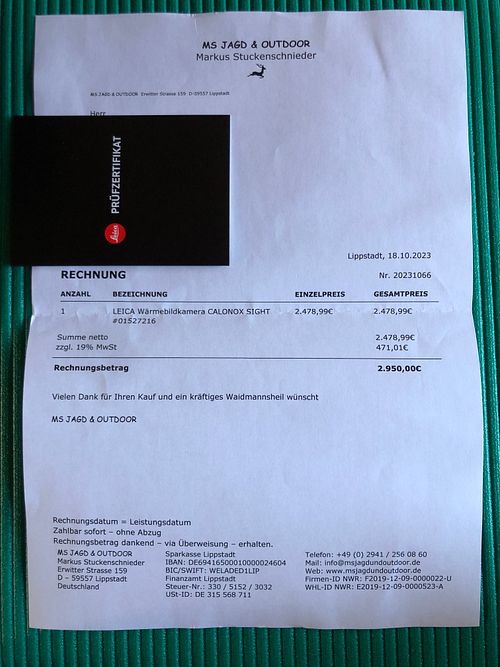 MS JAGD & OUTDOOR
Markus Stuckenschnieder
MS JAGD & OUTDOOR Erwitter Strasse 159 D-59557 Lippstadt
Herr
PRÜFZERTIFIKAT
Leica
Lippstadt, 18.10.2023
RECHNUNG Nr. 20231066
ANZAHL BEZEICHNUNG EINZELPREIS GESAMTPREIS
1 LEICA Wärmebildkamera CALONOX SIGHT 2.478,99€ 2.478,99€
#01527216
Summe netto 2.478,99€
zzgl. 19% MwSt 471,01€
Rechnungsbetrag 2.950,00€
Vielen Dank für Ihren Kauf und ein kräftiges Waidmannsheil wünscht
MS JAGD & OUTDOOR
Rechnungsdatum = Leistungsdatum
Zahlbar sofort – ohne Abzug
Rechnungsbetrag dankend – via Überweisung – erhalten.
MS JAGD & OUTDOOR
Markus Stuckenschnieder
Erwitter Strasse 159
D – 59557 Lippstadt
Deutschland
Sparkasse Lippstadt
IBAN: DE69416500010000024604
BIC/SWIFT: WELADED1LIP
Finanzamt Lippstadt
Steuer-Nr.: 330 / 5152 / 3032
USt-ID: DE 315 568 711
Telefon: +49 (0) 2941 / 256 08 60
Mail: info@msjagdundoutdoor.de
Web: www.msjagdundoutdoor.de
Firmen-ID NWR: F2019-12-09-0000022-U
WHL-ID NWR: E2019-12-09-0000523-A